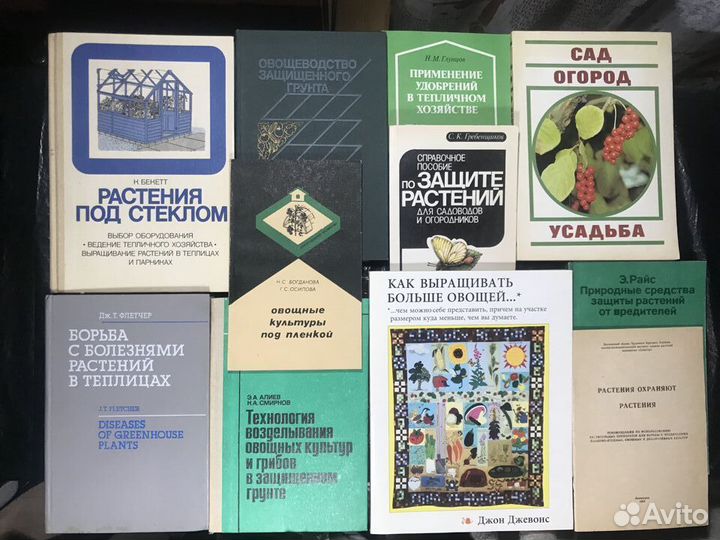 К. БЕКЕТТ
РАСТЕНИЯ
ПОД СТЕКЛОМ
ВЫБОР ОБОРУДОВАНИЯ
• ВЕДЕНИЕ ТЕПЛИЧНОГО ХОЗЯЙСТВА •
ВЫРАЩИВАНИЕ РАСТЕНИЙ В ТЕПЛИЦАХ
И ПАРНИКАХ
ОВОЩЕВОДСТВО
ЗАЩИЩЕННОГО
ГРУНТА
Н. М. Глунцов
ПРИМЕНЕНИЕ
УДОБРЕНИЙ
В ТЕПЛИЧНОМ
ХОЗЯЙСТВЕ
С. К. Гребенщиков
СПРАВОЧНОЕ
ПОСОБИЕ
ПО ЗАЩИТЕ
РАСТЕНИЙ
ДЛЯ САДОВОДОВ
И ОГОРОДНИКОВ
САД
ОГОРОД
УСАДЬБА
Н.С. БОГДАНОВА
Г.С. ОСИПОВА
ОВОЩНЫЕ
КУЛЬТУРЫ
ПОД ПЛЕНКОЙ
Дж. Т. ФЛЕТЧЕР
БОРЬБА
С БОЛЕЗНЯМИ
РАСТЕНИЙ
В ТЕПЛИЦАХ
J.T. FLETCHER
DISEASES
OF GREENHOUSE
PLANTS
Э.А. АЛИЕВ
Н.А. СМИРНОВ
Технология
возделывания
овощных культур
и грибов
в защищенном
грунте
КАК ВЫРАЩИВАТЬ
БОЛЬШЕ ОВОЩЕЙ...*
*...чем можно себе представить, причем на участке
размером куда меньше, чем вы думаете.
Джон Джевонс
Э. Райс
Природные средства
защиты растений
от вредителей
РАСТЕНИЯ ОХРАНЯЮТ
РАСТЕНИЯ
Avito